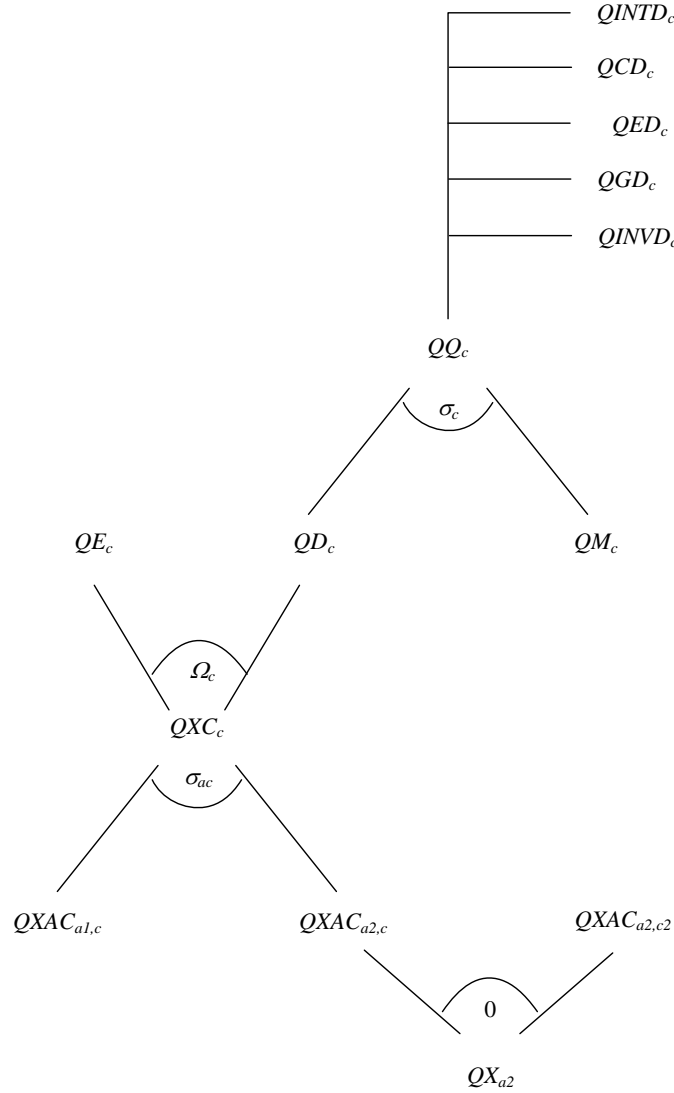 QINTD_c
QCD_c
QED_c
QGD_c
QINVD_c
QQ_c
σ_c
QE_c
QD_c
QM_c
Ω_c
QXC_c
σ_ac
QXAC_a1,c
QXAC_a2,c
QXAC_a2,c2
0
QX_a2